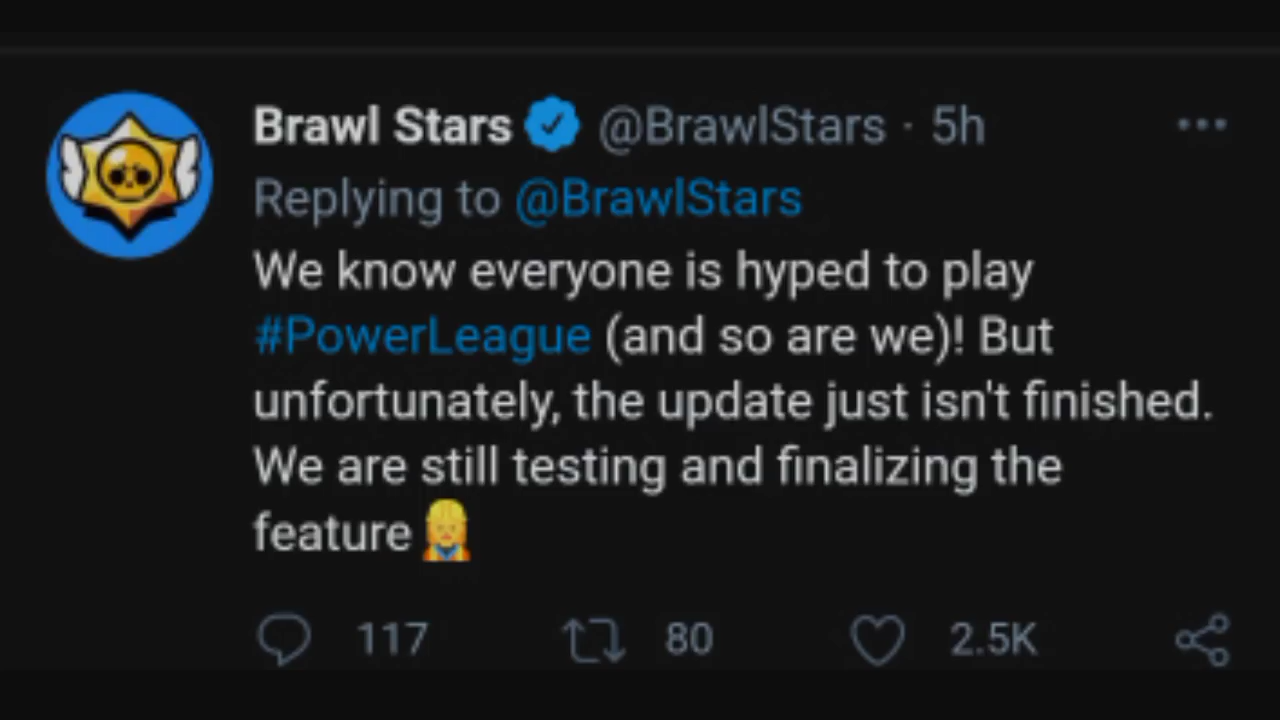 Brawl Stars @BrawlStars · 5h
Replying to @BrawlStars
We know everyone is hyped to play
#PowerLeague (and so are we)! But
unfortunately, the update just isn't finished.
We are still testing and finalizing the
feature 👷‍♀️
117 80 2.5K